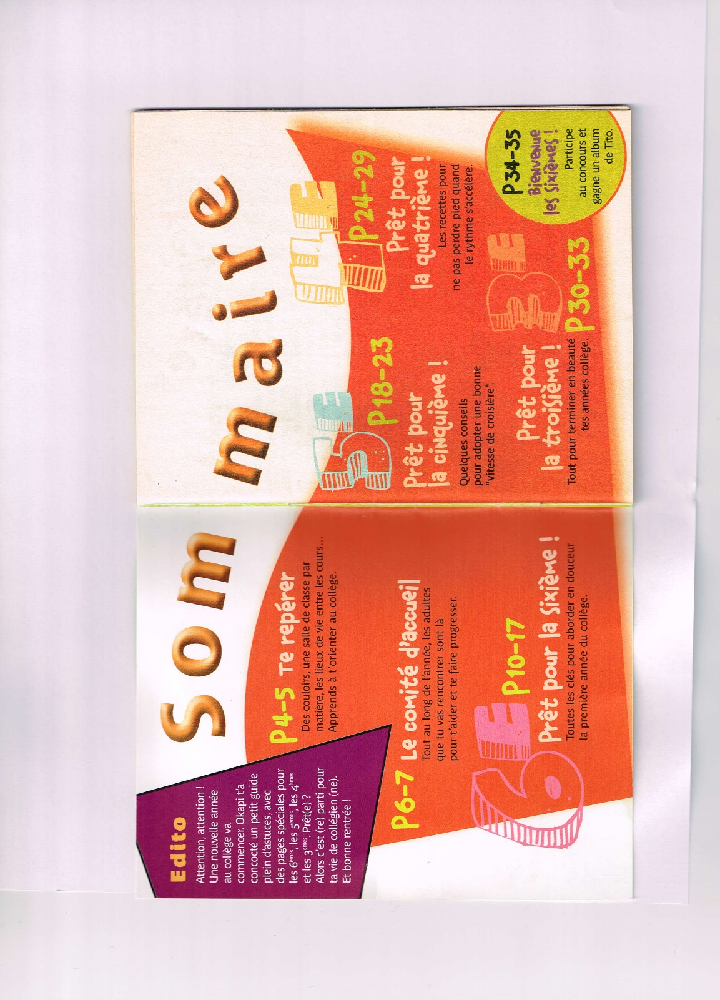 Sommaire
Edito
Attention, attention !
Une nouvelle année
au collège va
commencer. Okapi t'a
concocté un petit guide
plein d'astuces, avec
des pages spéciales pour
les 6èmes, les 5èmes, les 4èmes
et les 3èmes. Prêt(e) ?
Alors c'est (re) parti pour
ta vie de collégien (ne).
Et bonne rentrée !
P4-5 Te repérer
Des couloirs, une salle de classe par
matière, les lieux de vie entre les cours...
Apprends à t'orienter au collège.
P6-7 Le comité d'accueil
Tout au long de l'année, les adultes
que tu vas rencontrer sont là
pour t'aider et te faire progresser.
6E P10-17
Prêt pour la sixième !
Toutes les clés pour aborder en douceur
la première année du collège.
5E
P18-23
Prêt pour
la cinquième !
Quelques conseils
pour adopter une bonne
"vitesse de croisière".
4E
P24-29
Prêt pour
la quatrième !
Les recettes pour
ne pas perdre pied quand
le rythme s'accélère.
3E
P30-33
Prêt pour
la troisième !
Tout pour terminer en beauté
tes années collège.
P34-35
Bienvenue
les sixièmes !
Participe
au concours et
gagne un album
de Tito.